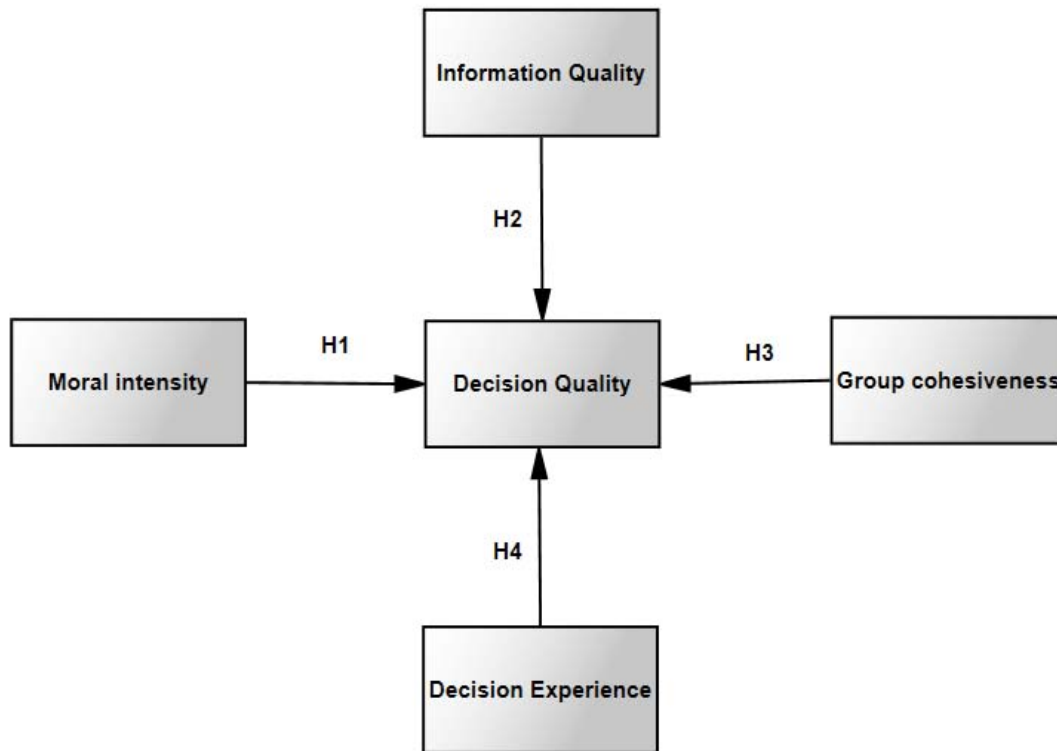 Information Quality
H2
H1
H3
Moral intensity
Decision Quality
Group cohesiveness
H4
Decision Experience